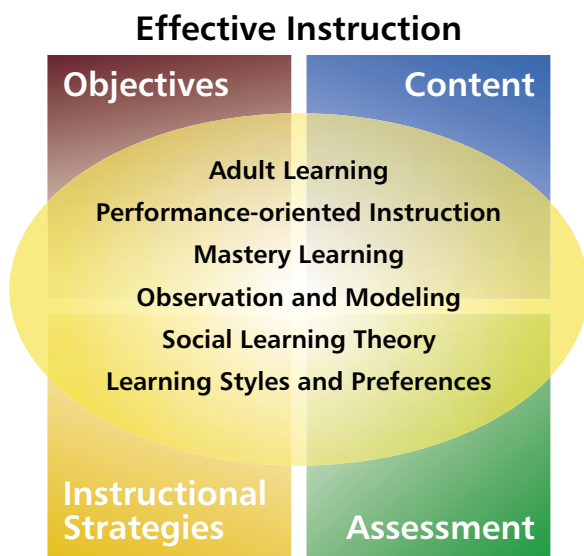 Effective Instruction
Objectives
Content
Adult Learning
Performance-oriented Instruction
Mastery Learning
Observation and Modeling
Social Learning Theory
Learning Styles and Preferences
Instructional
Strategies
Assessment